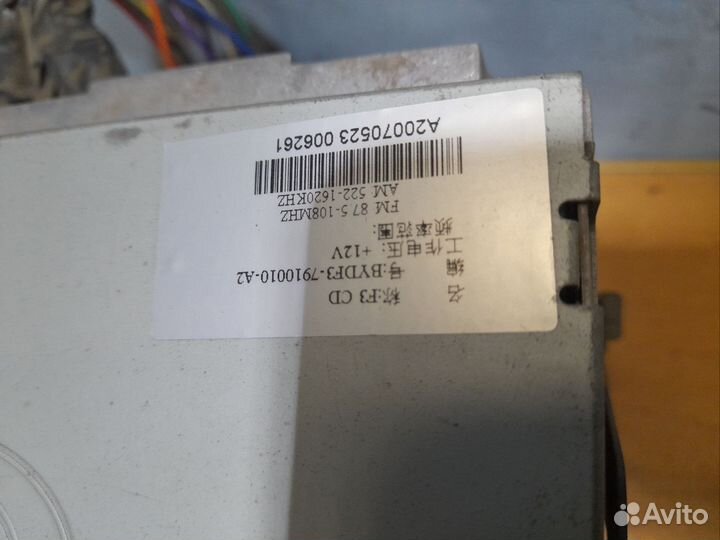 名 称:F3 CD
编 号:BYDF3-7910010-A2
工作电压: +12V
频率范围:
FM 87.5-108MHZ
AM 522-1620KHZ
A20070523 006261
Avito